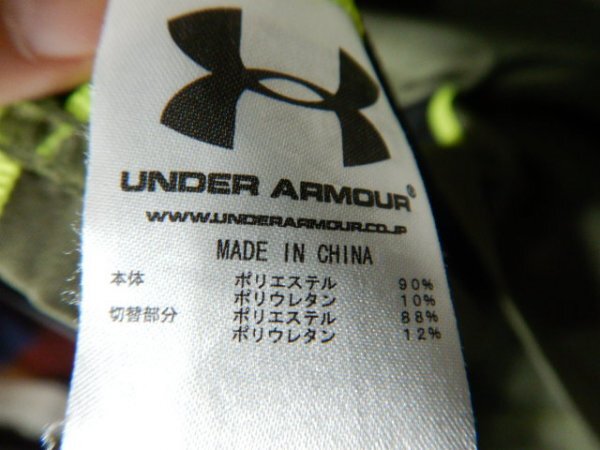 UNDER ARMOUR®
WWW.UNDERARMOUR.CO.JP
MADE IN CHINA
本体 ポリエステル 90%
ポリウレタン 10%
切替部分 ポリエステル 88%
ポリウレタン 12%